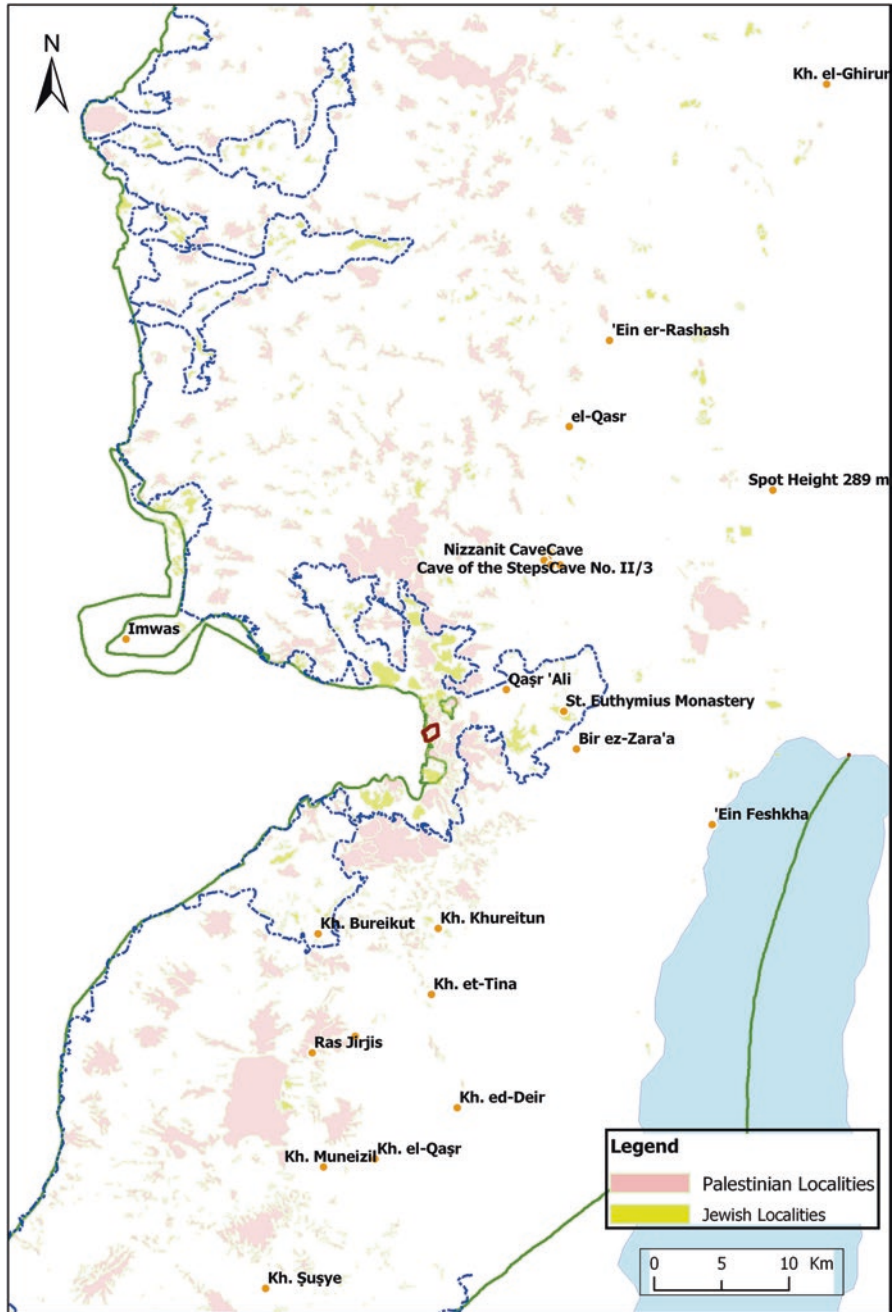 N
Kh. el-Ghirur
'Ein er-Rashash
el-Qasr
Spot Height 289 m
Nizzanit CaveCave
Cave of the StepsCave No. II/3
Imwas
Qaṣr 'Ali
St. Euthymius Monastery
Bir ez-Zara'a
'Ein Feshkha
Kh. Bureikut
Kh. Khureitun
Kh. et-Tina
Ras Jirjis
Kh. ed-Deir
Kh. Muneizil
Kh. el-Qaṣr
Kh. Ṣuṣye
Legend
Palestinian Localities
Jewish Localities
0 5 10 Km